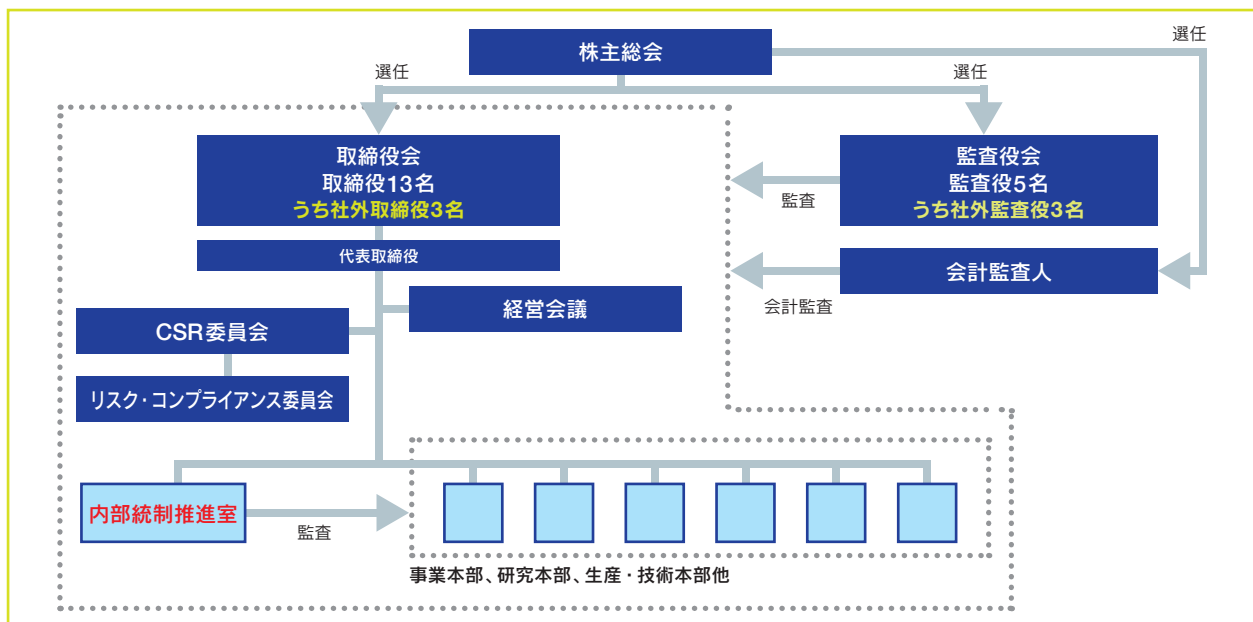 選任
株主総会
選任
選任
取締役会
取締役13名
うち社外取締役3名
監査役会
監査役5名
うち社外監査役3名
監査
代表取締役
会計監査人
会計監査
経営会議
CSR委員会
リスク・コンプライアンス委員会
内部統制推進室
監査
事業本部、研究本部、生産・技術本部他